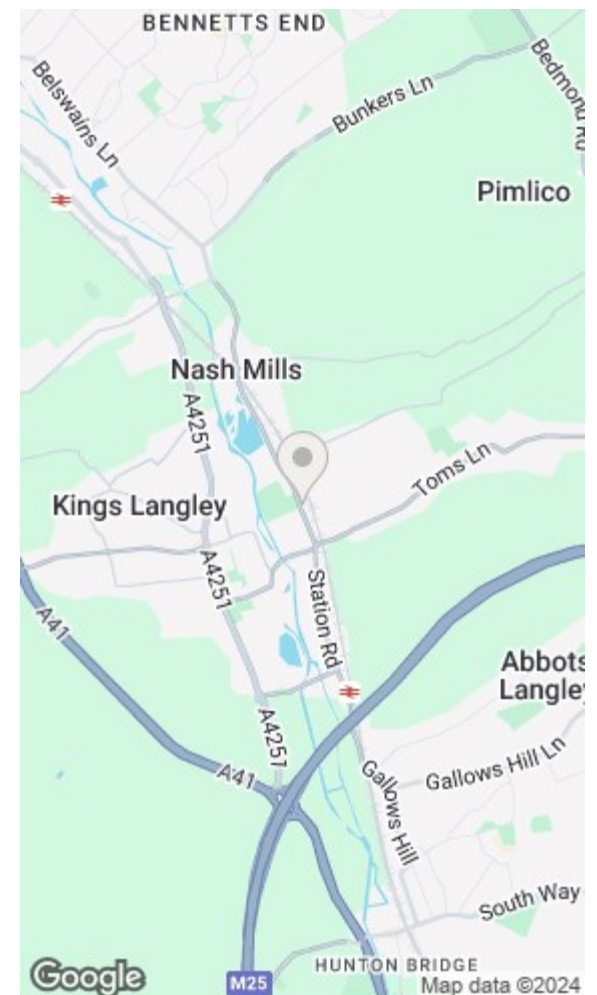 BENNETTS END
Belswains Ln
Bunkers Ln
Bedmond Rd
Pimlico
Nash Mills
A4251
Toms Ln
Kings Langley
A4251
Station Rd
A41
Abbots
Langley
A4251
A41
Gallows Hill Ln
Gallows Hill
South Way
HUNTON BRIDGE
M25
Google
Map data ©2024